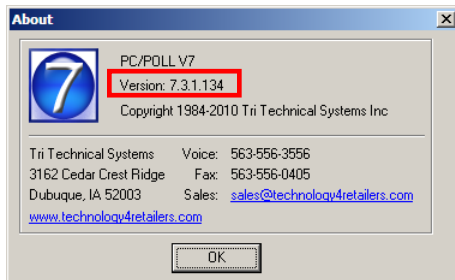 About
7
PC/POLL V7
Version: 7.3.1.134
Copyright 1984-2010 Tri Technical Systems Inc
Tri Technical Systems Voice: 563-556-3556
3162 Cedar Crest Ridge Fax: 563-556-0405
Dubuque, IA 52003 Sales: sales@technology4retailers.com
www.technology4retailers.com
OK